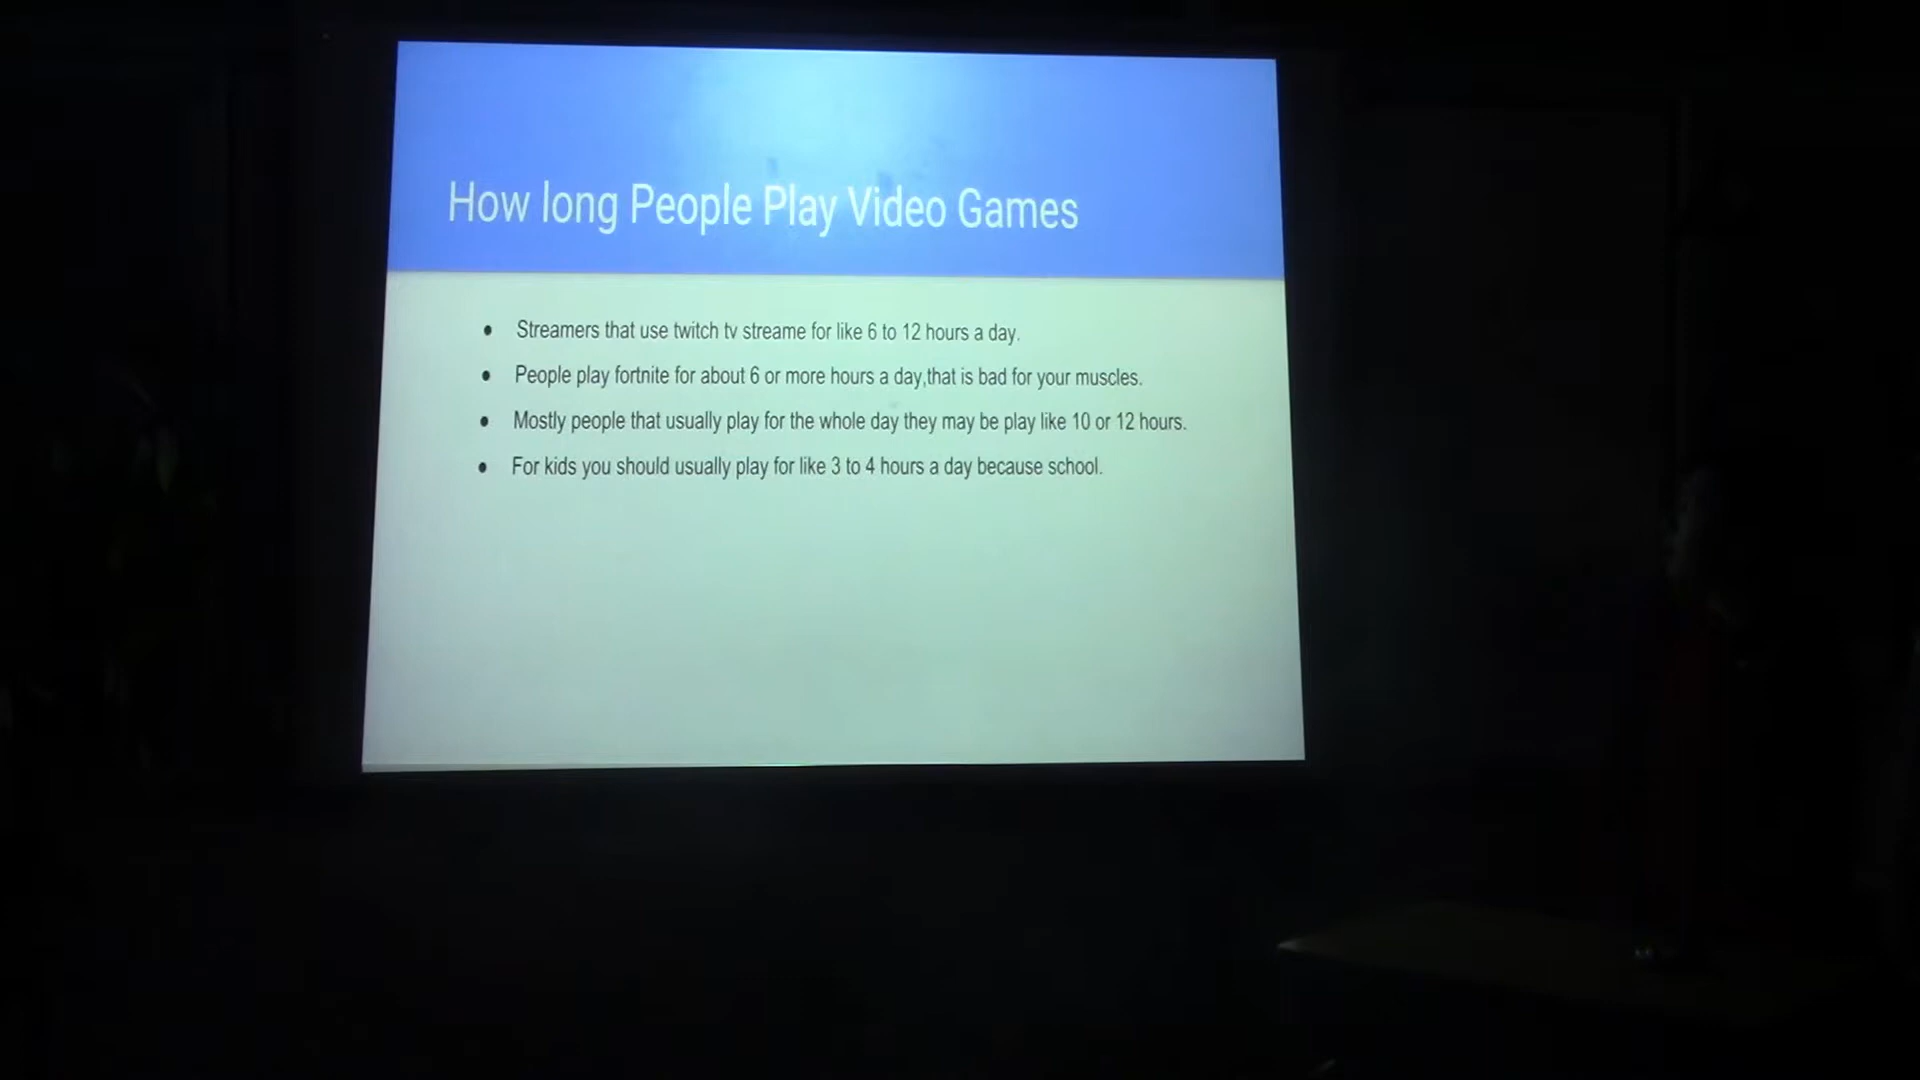 How long People Play Video Games
● Streamers that use twitch tv streame for like 6 to 12 hours a day.
● People play fortnite for about 6 or more hours a day,that is bad for your muscles.
● Mostly people that usually play for the whole day they may be play like 10 or 12 hours.
● For kids you should usually play for like 3 to 4 hours a day because school.